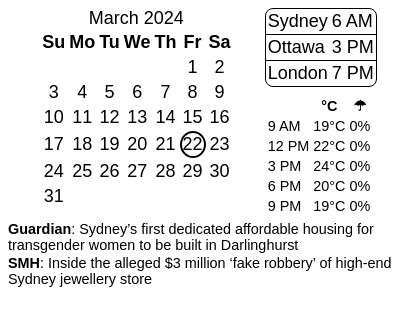 March 2024
Su Mo Tu We Th Fr Sa
1 2
3 4 5 6 7 8 9
10 11 12 13 14 15 16
17 18 19 20 21 22 23
24 25 26 27 28 29 30
31
Sydney 6 AM
Ottawa 3 PM
London 7 PM
°C ☂
9 AM 19°C 0%
12 PM 22°C 0%
3 PM 24°C 0%
6 PM 20°C 0%
9 PM 19°C 0%
Guardian: Sydney’s first dedicated affordable housing for
transgender women to be built in Darlinghurst
SMH: Inside the alleged $3 million ‘fake robbery’ of high-end
Sydney jewellery store